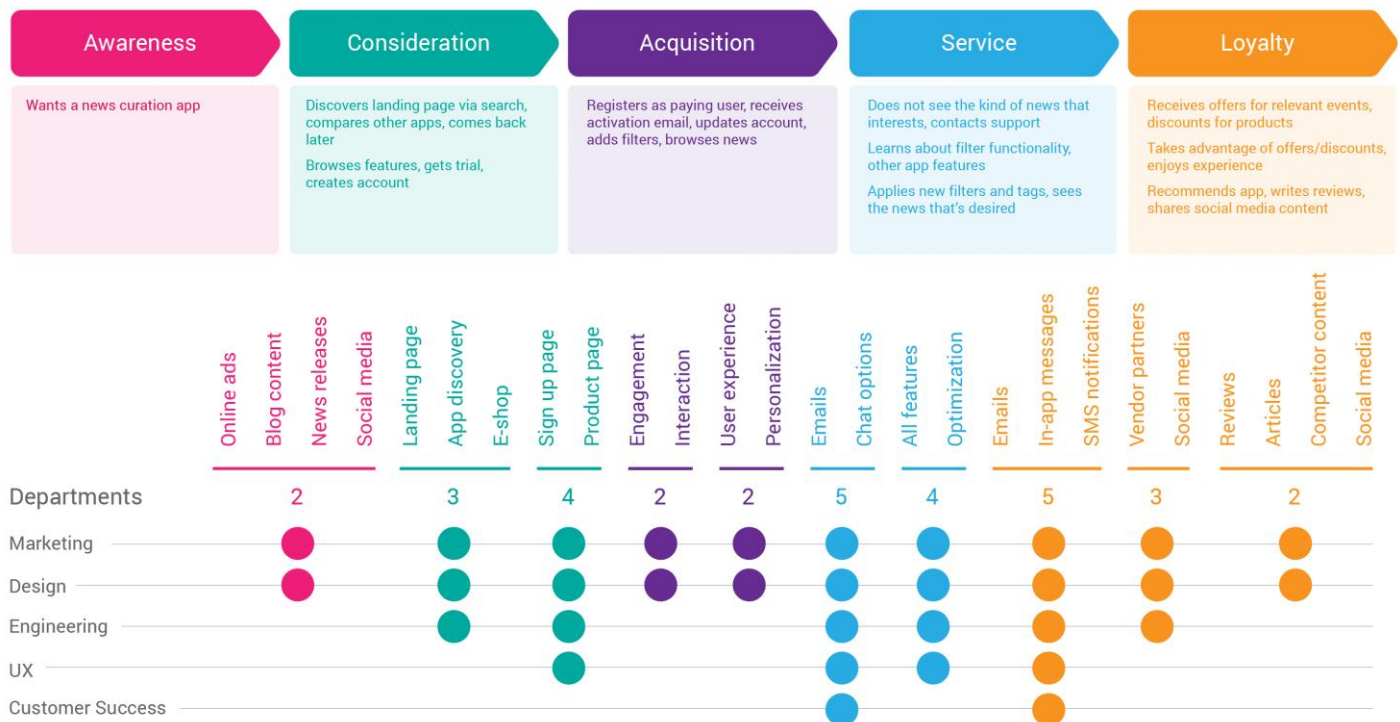 Awareness
Consideration
Acquisition
Service
Loyalty
Wants a news curation app
Discovers landing page via search,
compares other apps, comes back
later
Browses features, gets trial,
creates account
Registers as paying user, receives
activation email, updates account,
adds filters, browses news
Does not see the kind of news that
interests, contacts support
Learns about filter functionality,
other app features
Applies new filters and tags, sees
the news that's desired
Receives offers for relevant events,
discounts for products
Takes advantage of offers/discounts,
enjoys experience
Recommends app, writes reviews,
shares social media content
Online ads
Blog content
News releases
Social media
Landing page
App discovery
E-shop
Sign up page
Product page
Engagement
Interaction
User experience
Personalization
Emails
Chat options
All features
Optimization
Emails
In-app messages
SMS notifications
Vendor partners
Social media
Reviews
Articles
Competitor content
Social media
Departments 2 3 4 2 2 5 4 5 3 2
Marketing
Design
Engineering
UX
Customer Success